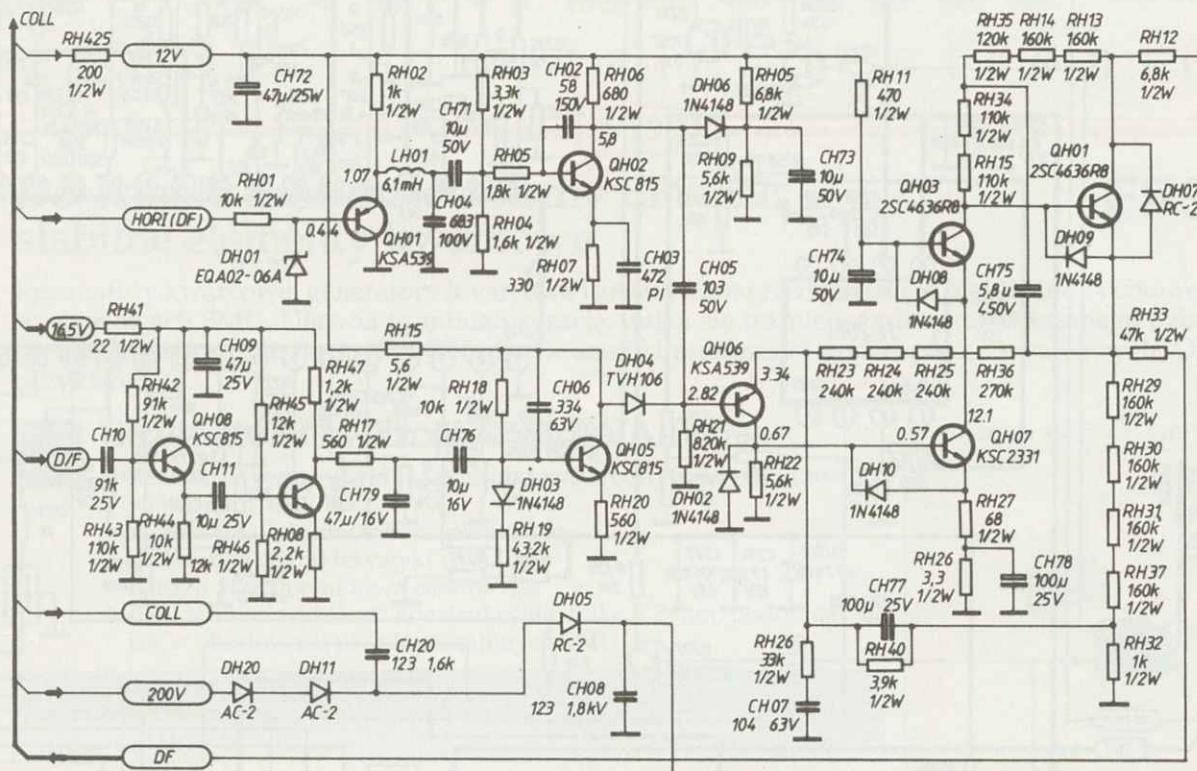 COLL
RH425
200
1/2W
12V
CH72
47µ/25W
RH02
1k
1/2W
RH03
3,3k
1/2W
CH02
58
150V
RH06
680
1/2W
DH06
1N4148
RH05
6,8k
1/2W
RH11
470
1/2W
RH35
120k
1/2W
RH14
160k
1/2W
RH13
160k
1/2W
RH12
6,8k
1/2W
CH71
10µ
50V
5,8
RH34
110k
1/2W
1.07
LH01
6,1mH
RH05
1,8k 1/2W
QH02
KSC815
RH09
5,6k
1/2W
CH73
10µ
50V
RH15
110k
1/2W
QH01
2SC4636R8
RH01
10k 1/2W
HORI(DF)
0,44
CH04
683
100V
RH04
1,6k 1/2W
QH03
2SC4636R8
DH07
RC-2
DH01
EQA02-06A
QH01
KSA539
RH07
330 1/2W
CH03
472
P1
CH05
103
50V
CH74
10µ
50V
DH08
1N4148
CH75
5,8µ
450V
DH09
1N4148
16,5V
RH41
22 1/2W
CH09
47µ
25V
RH15
5,6
1/2W
RH33
47k 1/2W
RH42
91k
1/2W
RH45
12k
1/2W
RH47
1,2k
1/2W
RH18
10k 1/2W
CH06
334
63V
DH04
TVH106
QH06
KSA539
3.34
2.82
RH23
240k
RH24
240k
RH25
240k
RH36
270k
RH29
160k
1/2W
QH08
KSC815
RH17
560 1/2W
CH76
10µ
16V
QH05
KSC815
RH21
820k
1/2W
0.67
12.1
0.57
QH07
KSC2331
RH30
160k
1/2W
D/F
CH10
91k
25V
CH11
10µ 25V
CH79
47µ/16V
DH03
1N4148
RH20
560
1/2W
DH02
1N4148
RH22
5,6k
1/2W
DH10
1N4148
RH27
68
1/2W
RH31
160k
1/2W
RH43
110k
1/2W
RH44
10k
1/2W
12k
RH46
1/2W
RH08
2,2k
1/2W
RH19
43,2k
1/2W
RH26
3,3
1/2W
CH78
100µ
25V
RH37
160k
1/2W
COLL
CH20
123 1,6k
DH05
RC-2
CH77
100µ 25V
RH26
33k
1/2W
RH40
3,9k
1/2W
RH32
1k
1/2W
200V
DH20
AC-2
DH11
AC-2
CH08
123 1,8kV
CH07
104 63V
DF